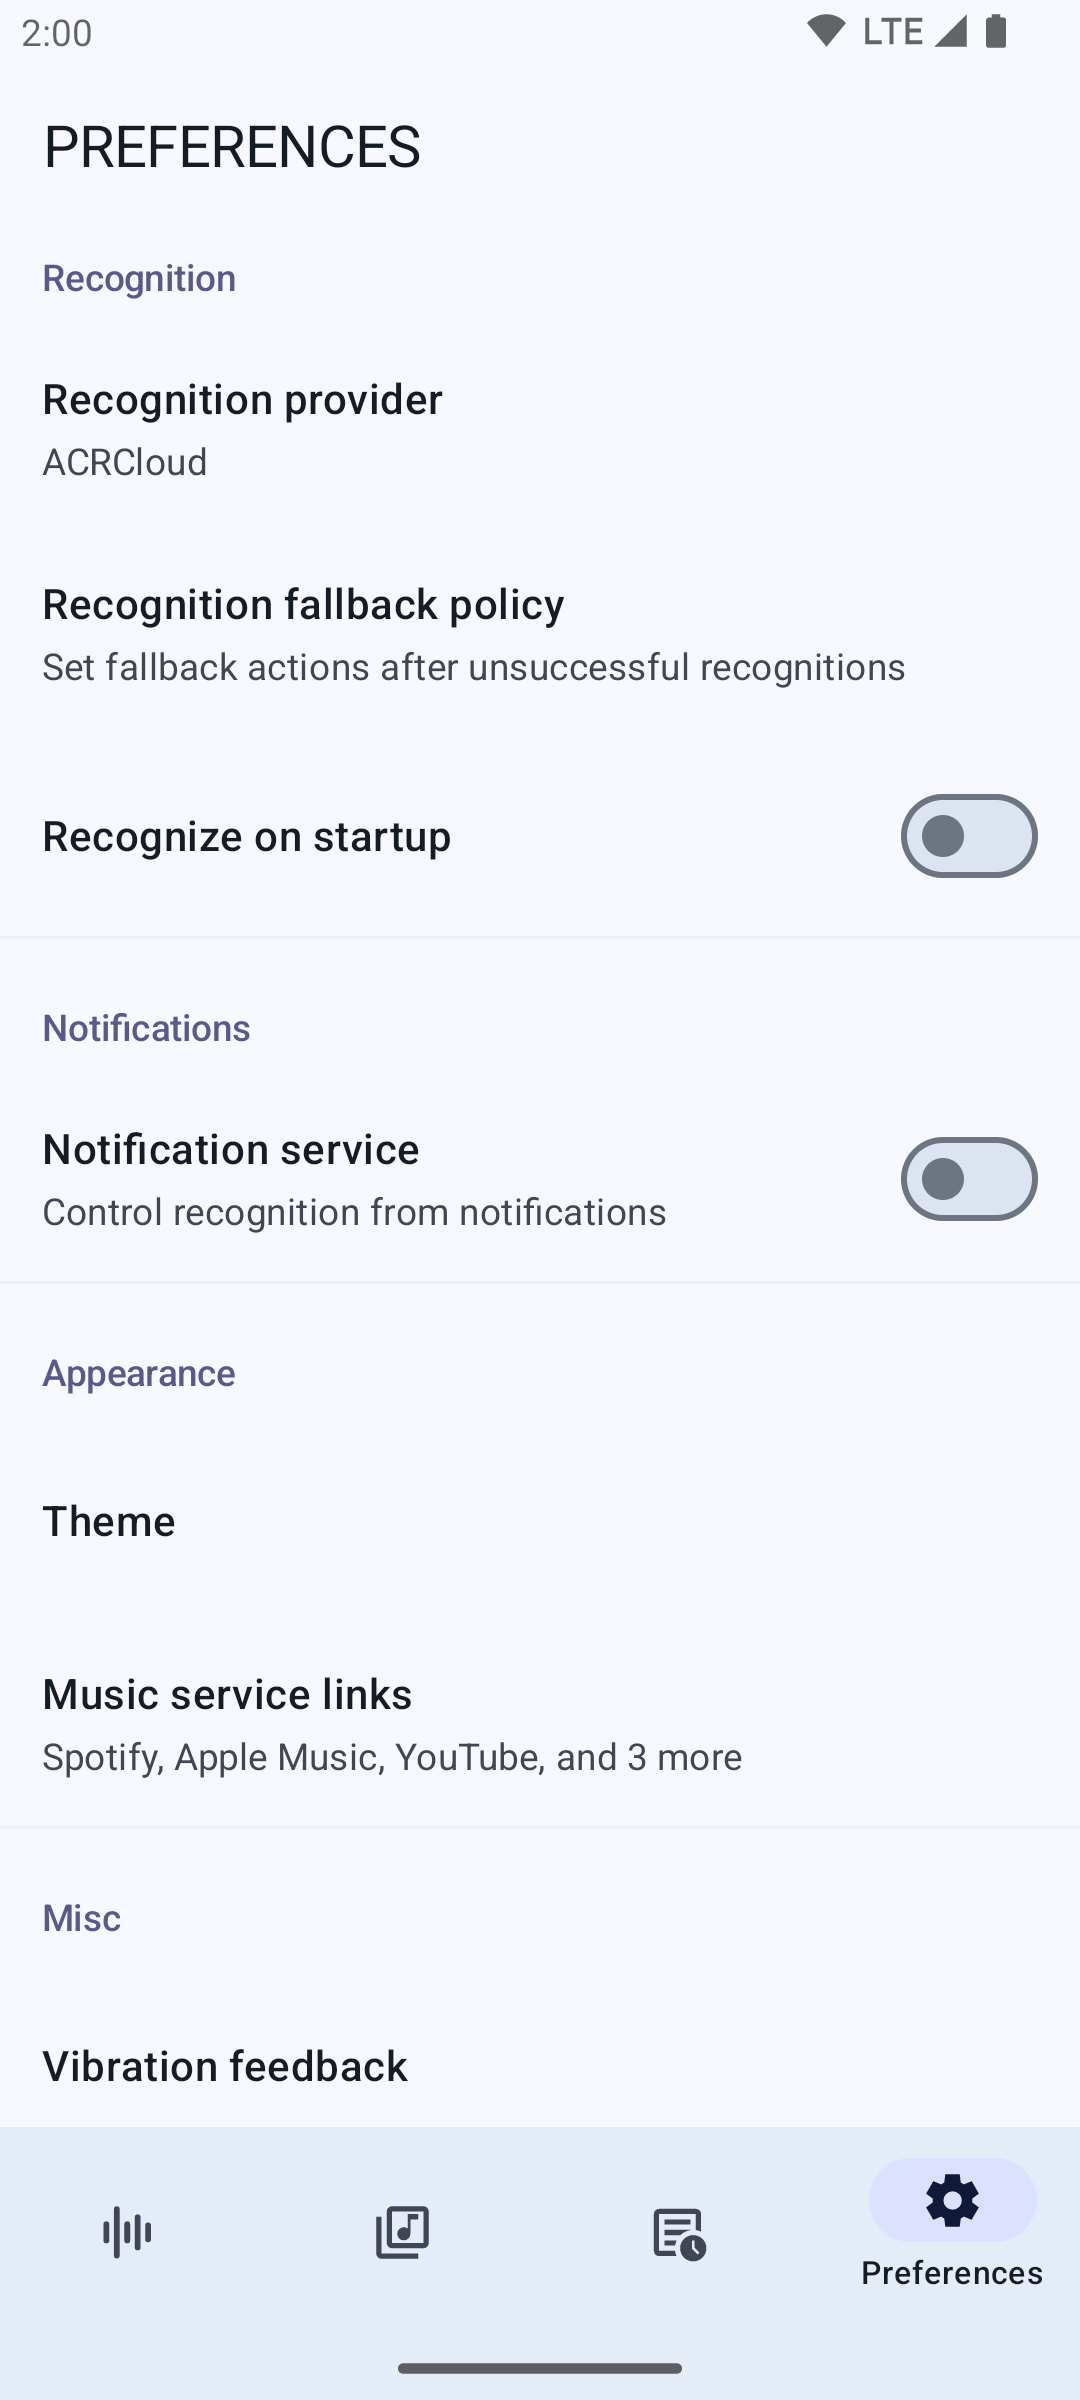 2:00
LTE
PREFERENCES
Recognition
Recognition provider
ACRCloud
Recognition fallback policy
Set fallback actions after unsuccessful recognitions
Recognize on startup
Notifications
Notification service
Control recognition from notifications
Appearance
Theme
Music service links
Spotify, Apple Music, YouTube, and 3 more
Misc
Vibration feedback
Preferences